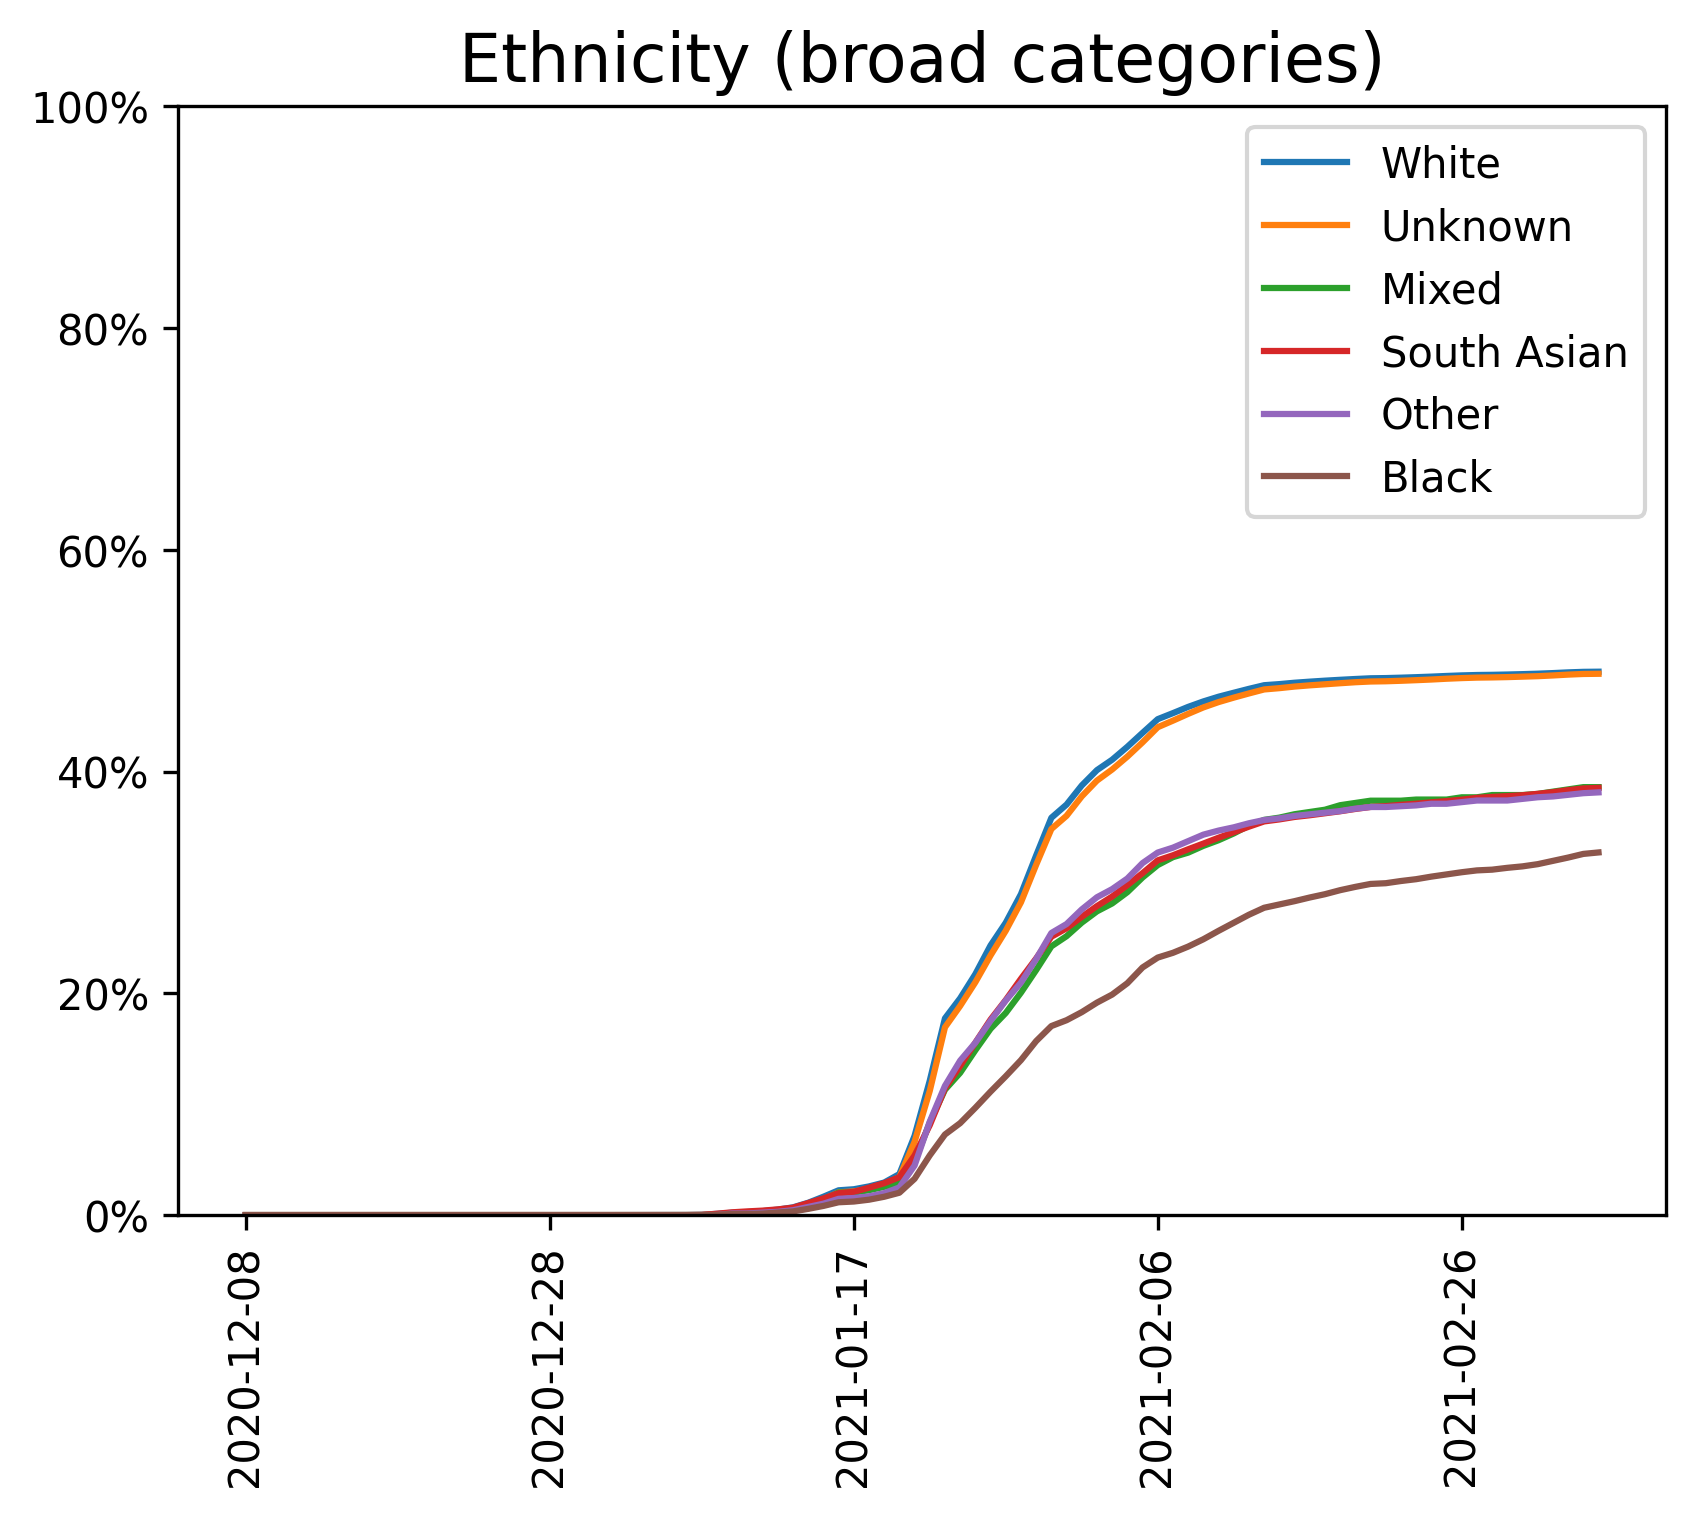 Ethnicity (broad categories)
100%
80%
60%
40%
20%
0%
White
Unknown
Mixed
South Asian
Other
Black
2020-12-08
2020-12-28
2021-01-17
2021-02-06
2021-02-26